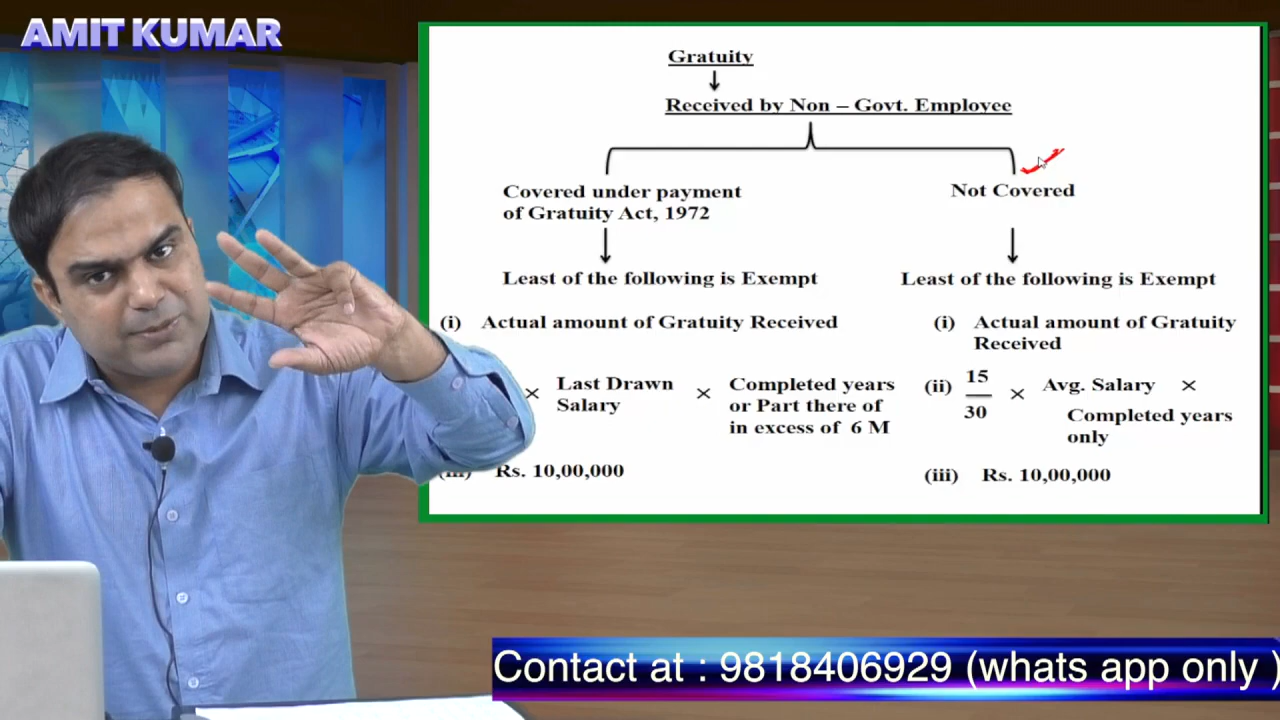 AMIT KUMAR
Gratuity
Received by Non – Govt. Employee
Covered under payment
of Gratuity Act, 1972
Least of the following is Exempt
(i) Actual amount of Gratuity Received
× Last Drawn
Salary
× Completed years
or Part there of
in excess of 6 M
Rs. 10,00,000
Not Covered
Least of the following is Exempt
(i) Actual amount of Gratuity
Received
(ii) 15
30
× Avg. Salary ×
Completed years
only
(iii) Rs. 10,00,000
Contact at : 9818406929 (whats app only )